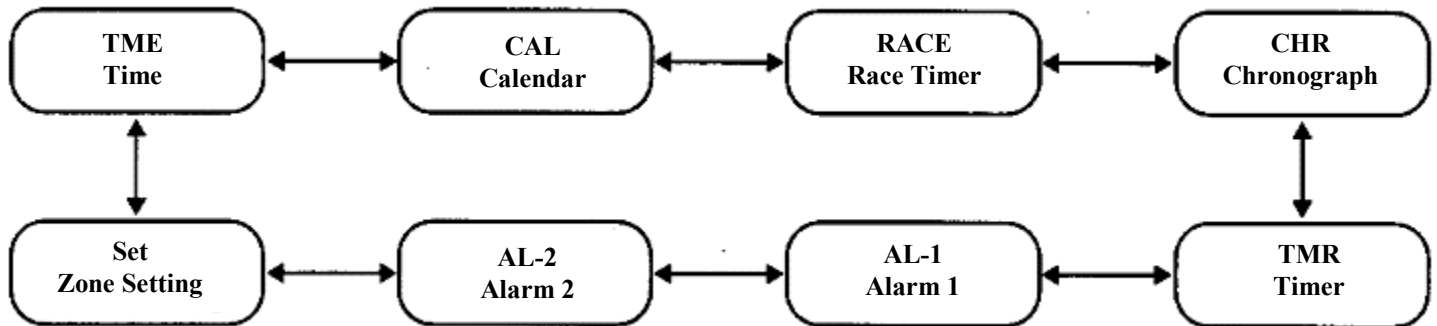 TME
Time
CAL
Calendar
RACE
Race Timer
CHR
Chronograph
Set
Zone Setting
AL-2
Alarm 2
AL-1
Alarm 1
TMR
Timer